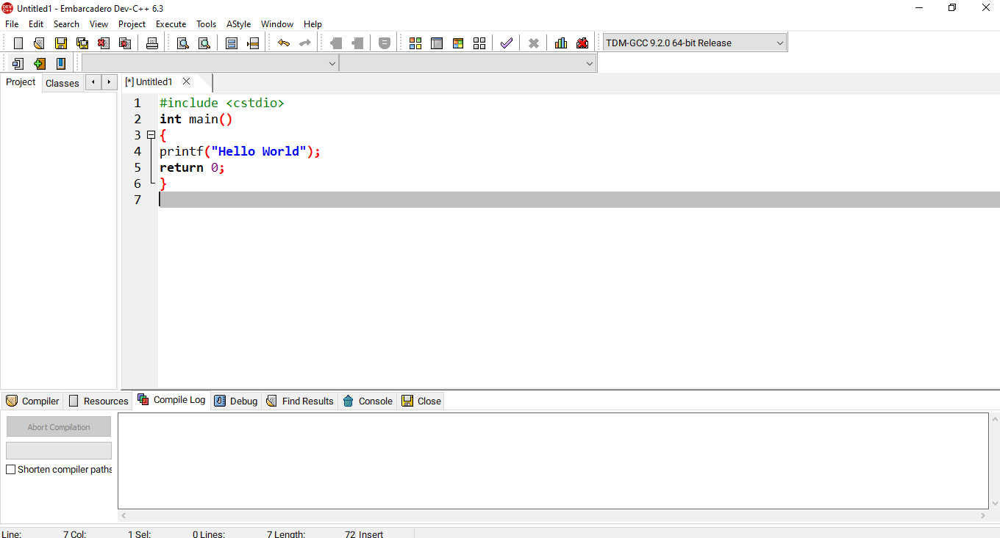 Untitled1 - Embarcadero Dev-C++ 6.3
File Edit Search View Project Execute Tools AStyle Window Help
TDM-GCC 9.2.0 64-bit Release
Project Classes [*] Untitled1
1 #include <cstdio>
2 int main()
3 {
4 printf("Hello World");
5 return 0;
6 }
7
Compiler Resources Compile Log Debug Find Results Console Close
Abort Compilation
Shorten compiler paths
Line: 7 Col: 1 Sel: 0 Lines: 7 Length: 72 Insert